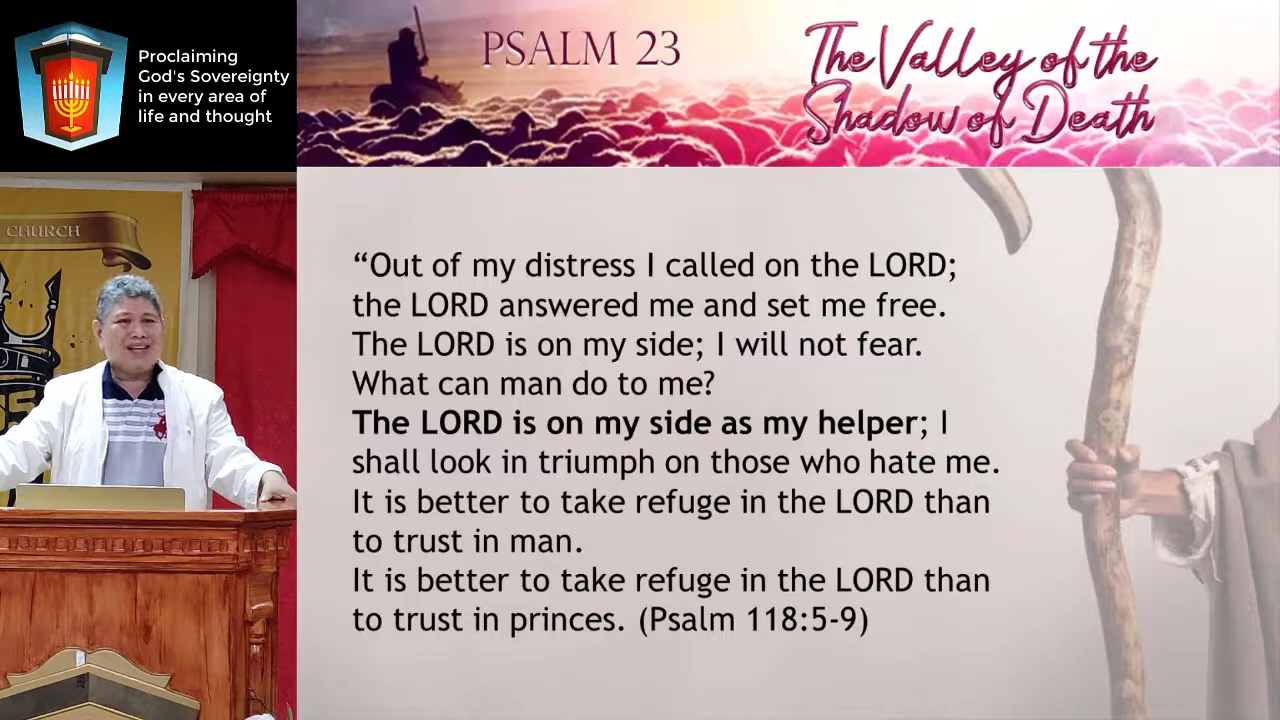 Proclaiming
God's Sovereignty
in every area of
life and thought
PSALM 23
The Valley of the
Shadow of Death
CHURCH
“Out of my distress I called on the LORD;
the LORD answered me and set me free.
The LORD is on my side; I will not fear.
What can man do to me?
The LORD is on my side as my helper; I
shall look in triumph on those who hate me.
It is better to take refuge in the LORD than
to trust in man.
It is better to take refuge in the LORD than
to trust in princes. (Psalm 118:5-9)